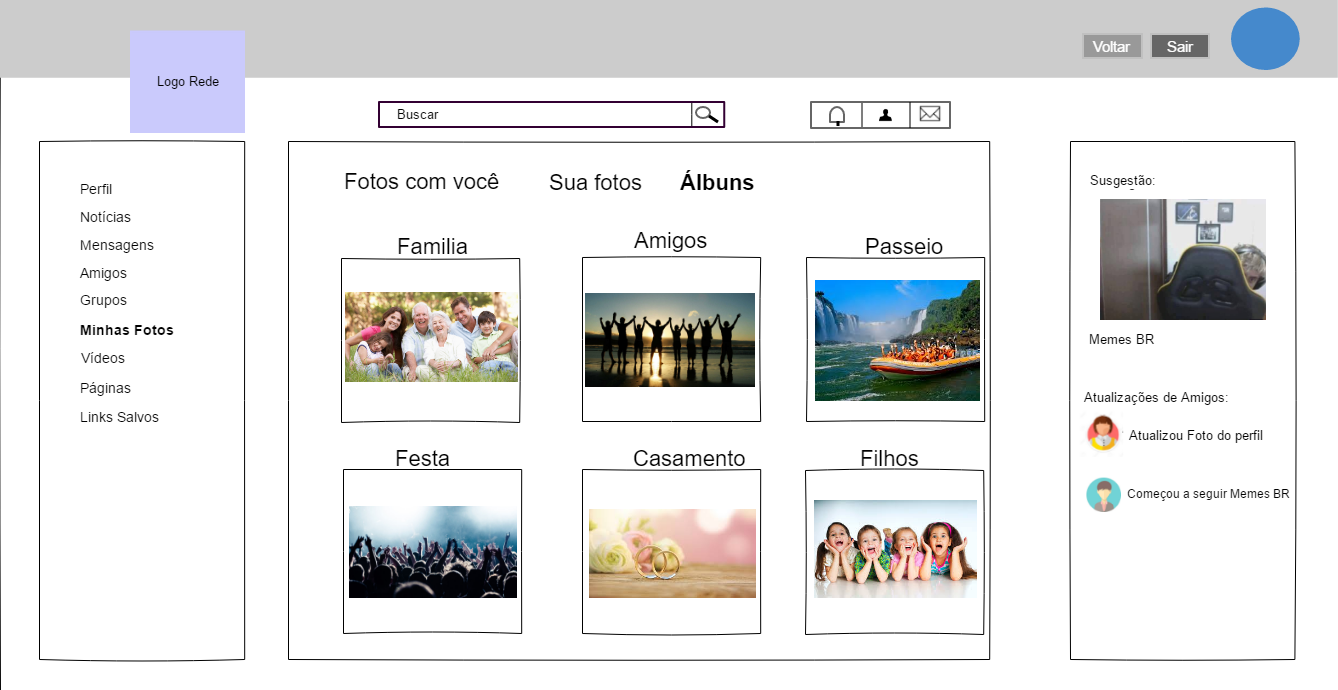 Voltar
Sair
Logo Rede
Buscar
Perfil
Notícias
Mensagens
Amigos
Grupos
Minhas Fotos
Vídeos
Páginas
Links Salvos
Fotos com você
Sua fotos
Álbuns
Familia
Amigos
Passeio
Festa
Casamento
Filhos
Susgestão:
Memes BR
Atualizações de Amigos:
Atualizou Foto do perfil
Começou a seguir Memes BR